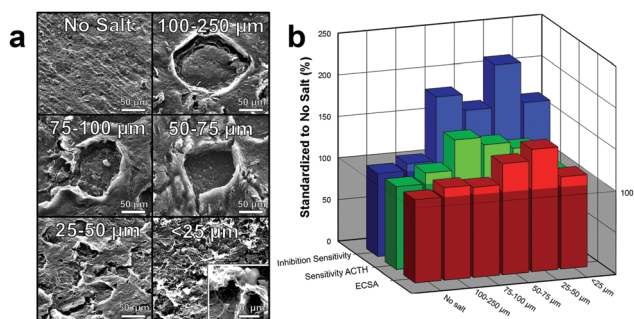 a
No Salt
50 µm
100-250 µm
50 µm
75-100 µm
50 µm
50-75 µm
50 µm
25-50 µm
50 µm
<25 µm
50 µm
b
Standardized to No Salt (%)
250
200
150
100
50
0
100
Inhibition Sensitivity
Sensitivity ACTH
ECSA
No salt
100-250 µm
75-100 µm
50-75 µm
25-50 µm
<25 µm